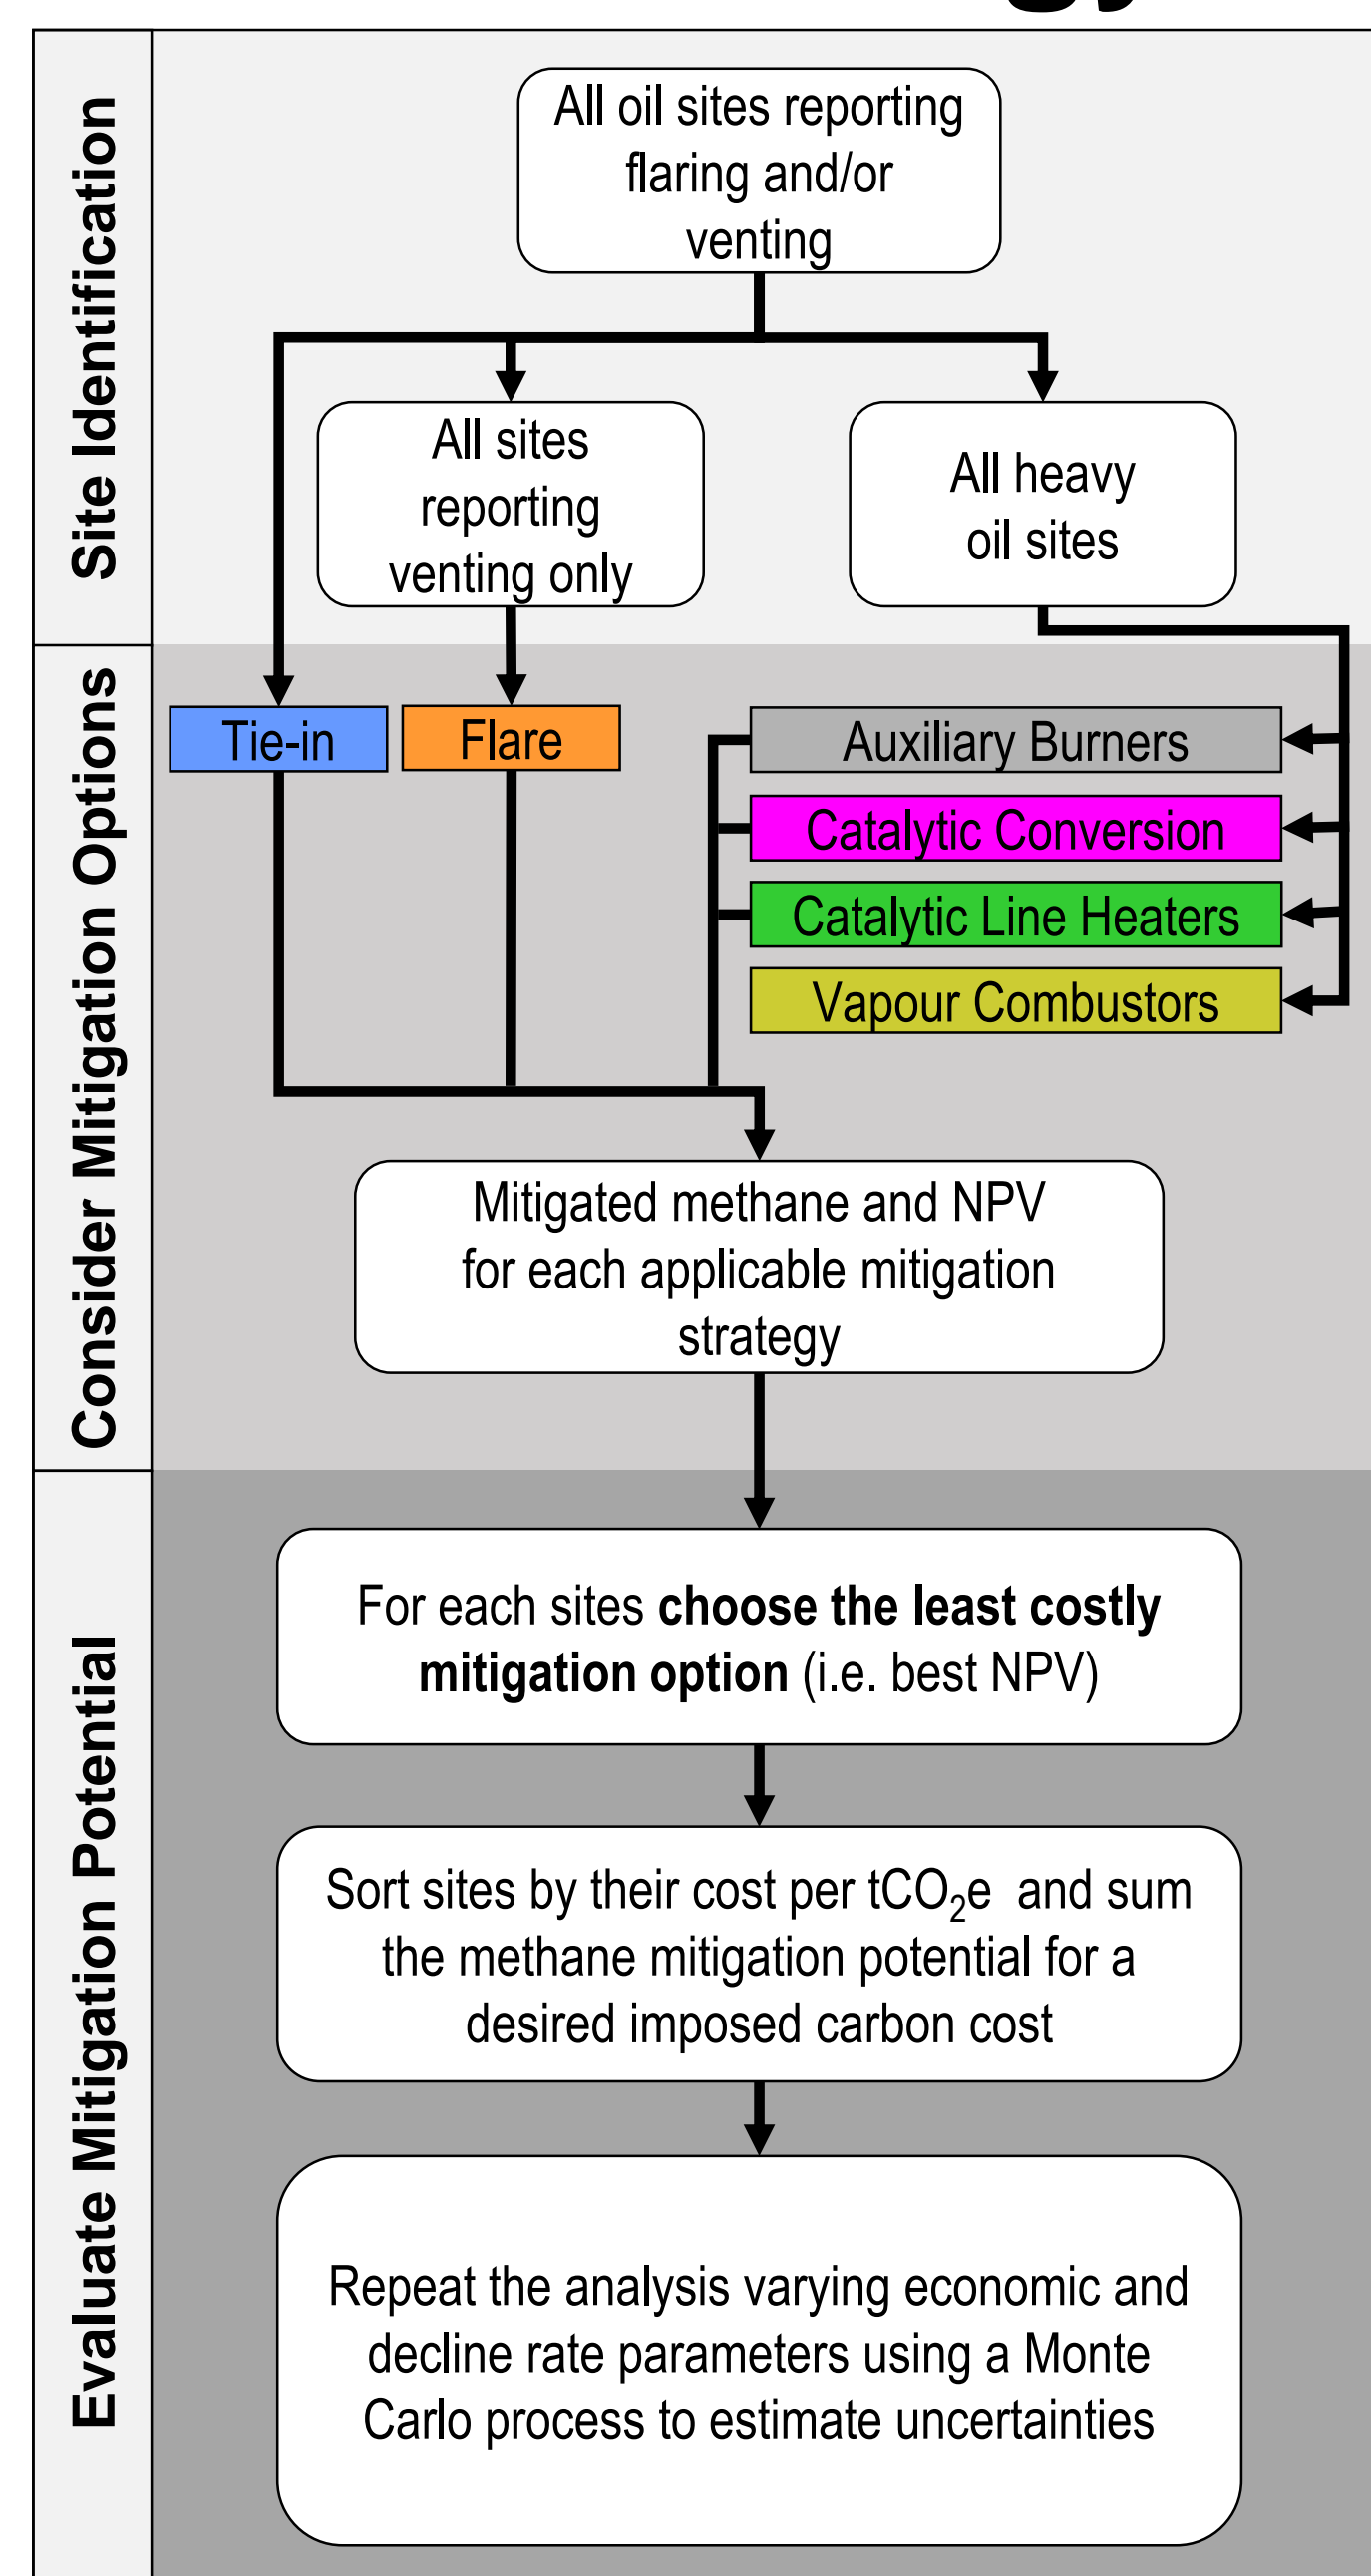 Site Identification
All oil sites reporting
flaring and/or
venting
All sites
reporting
venting only
All heavy
oil sites
Consider Mitigation Options
Tie-in
Flare
Auxiliary Burners
Catalytic Conversion
Catalytic Line Heaters
Vapour Combustors
Mitigated methane and NPV
for each applicable mitigation
strategy
Evaluate Mitigation Potential
For each sites choose the least costly
mitigation option (i.e. best NPV)
Sort sites by their cost per tCO₂e and sum
the methane mitigation potential for a
desired imposed carbon cost
Repeat the analysis varying economic and
decline rate parameters using a Monte
Carlo process to estimate uncertainties